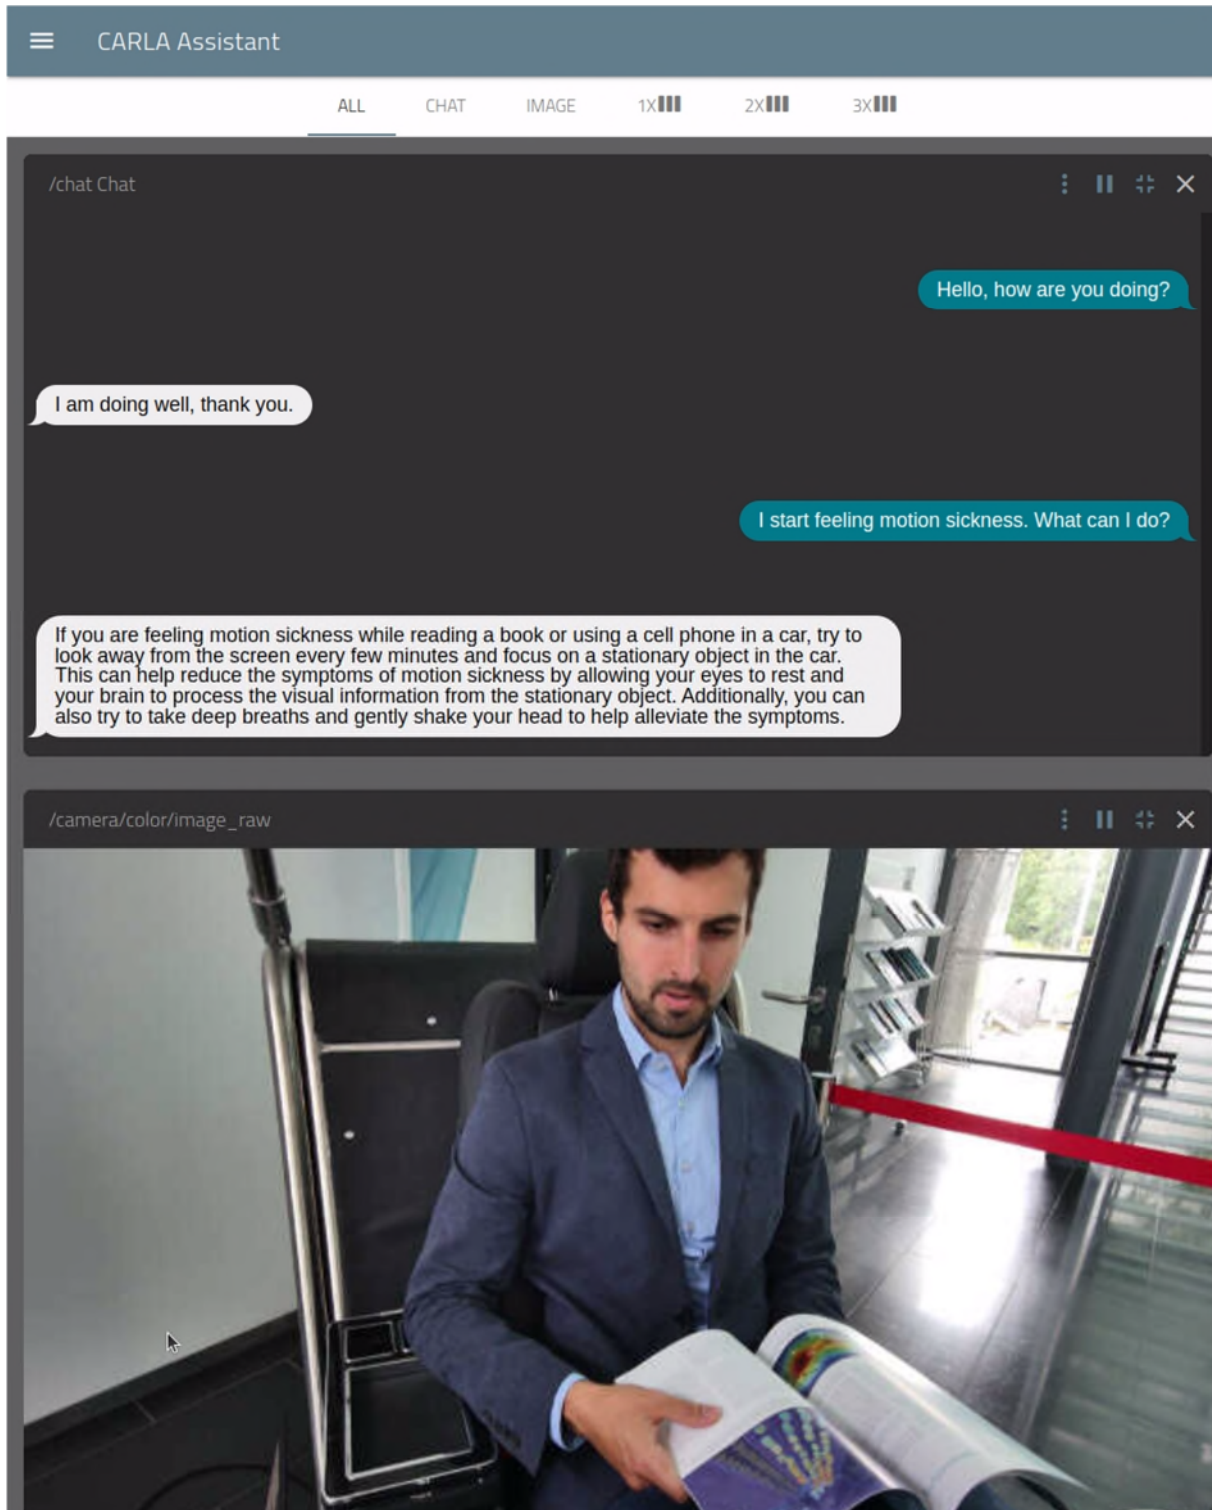 CARLA Assistant
ALL CHAT IMAGE 1X 2X 3X
/chat Chat
Hello, how are you doing?
I am doing well, thank you.
I start feeling motion sickness. What can I do?
If you are feeling motion sickness while reading a book or using a cell phone in a car, try to
look away from the screen every few minutes and focus on a stationary object in the car.
This can help reduce the symptoms of motion sickness by allowing your eyes to rest and
your brain to process the visual information from the stationary object. Additionally, you can
also try to take deep breaths and gently shake your head to help alleviate the symptoms.
/camera/color/image_raw